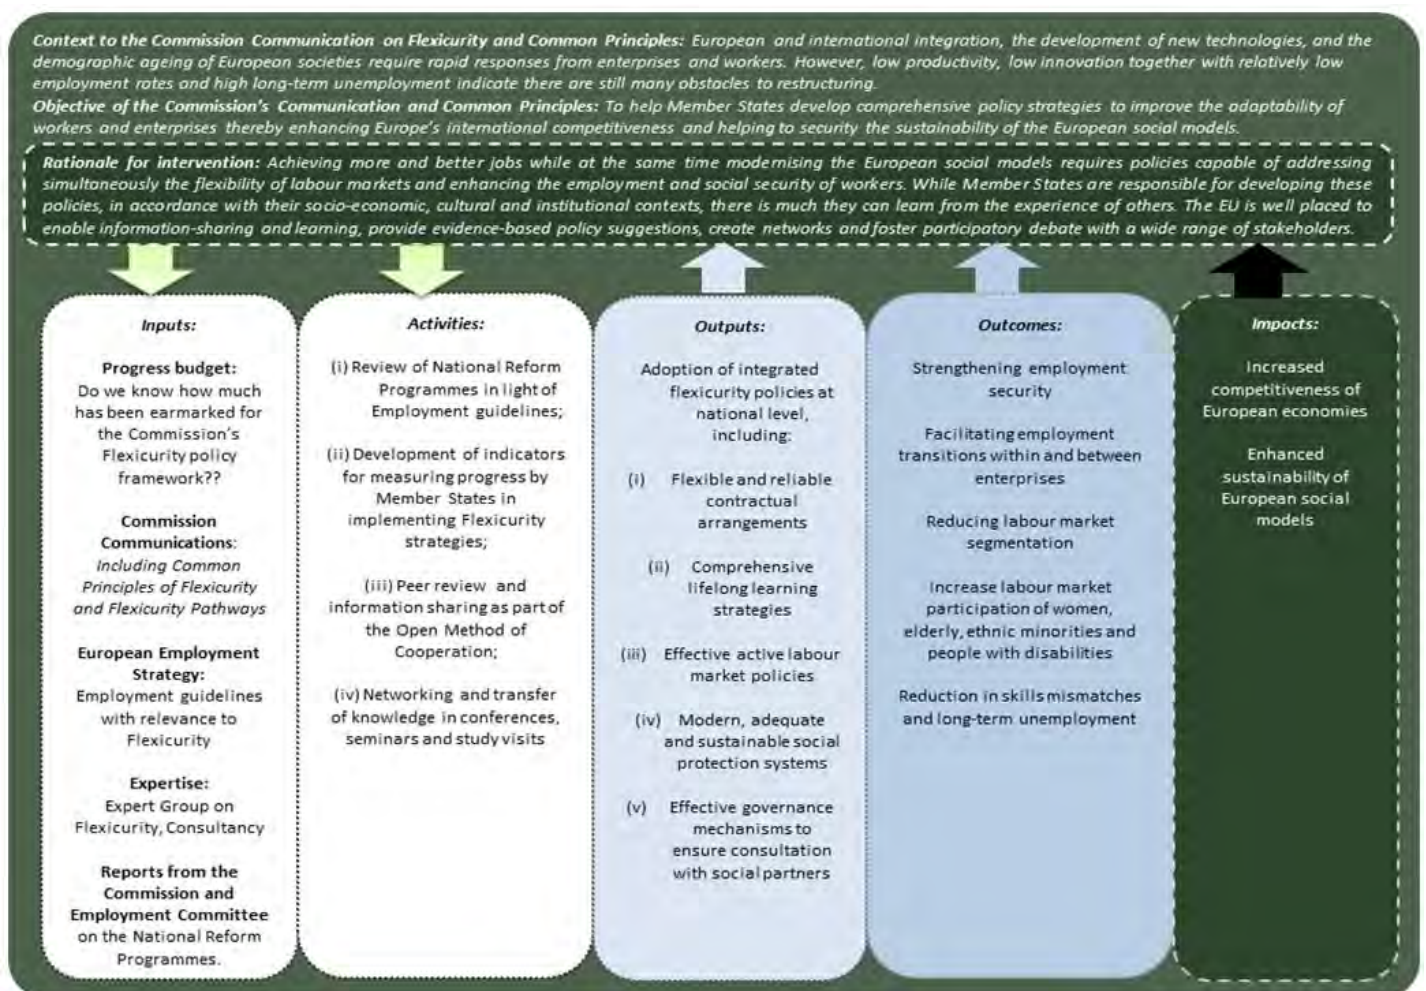 Context to the Commission Communication on Flexicurity and Common Principles: European and international integration, the development of new technologies, and the
demographic ageing of European societies require rapid responses from enterprises and workers. However, low productivity, low innovation together with relatively low
employment rates and high long-term unemployment indicate there are still many obstacles to restructuring.
Objective of the Commission's Communication and Common Principles: To help Member States develop comprehensive policy strategies to improve the adaptability of
workers and enterprises thereby enhancing Europe's international competitiveness and helping to security the sustainability of the European social models.
Rationale for intervention: Achieving more and better jobs while at the same time modernising the European social models requires policies capable of addressing
simultaneously the flexibility of labour markets and enhancing the employment and social security of workers. While Member States are responsible for developing these
policies, in accordance with their socio-economic, cultural and institutional contexts, there is much they can learn from the experience of others. The EU is well placed to
enable information-sharing and learning, provide evidence-based policy suggestions, create networks and foster participatory debate with a wide range of stakeholders.
Inputs:
Progress budget:
Do we know how much
has been earmarked for
the Commission's
Flexicurity policy
framework??
Commission
Communications:
Including Common
Principles of Flexicurity
and Flexicurity Pathways
European Employment
Strategy:
Employment guidelines
with relevance to
Flexicurity
Expertise:
Expert Group on
Flexicurity, Consultancy
Reports from the
Commission and
Employment Committee
on the National Reform
Programmes.
Activities:
(i) Review of National Reform
Programmes in light of
Employment guidelines;
(ii) Development of indicators
for measuring progress by
Member States in
implementing Flexicurity
strategies;
(iii) Peer review and
information sharing as part of
the Open Method of
Cooperation;
(iv) Networking and transfer
of knowledge in conferences,
seminars and study visits
Outputs:
Adoption of integrated
flexicurity policies at
national level,
including:
(i) Flexible and reliable
contractual
arrangements
(ii) Comprehensive
lifelong learning
strategies
(iii) Effective active labour
market policies
(iv) Modern, adequate
and sustainable social
protection systems
(v) Effective governance
mechanisms to
ensure consultation
with social partners
Outcomes:
Strengthening employment
security
Facilitating employment
transitions within and between
enterprises
Reducing labour market
segmentation
Increase labour market
participation of women,
elderly, ethnic minorities and
people with disabilities
Reduction in skills mismatches
and long-term unemployment
Impacts:
Increased
competitiveness of
European economies
Enhanced
sustainability of
European social
models